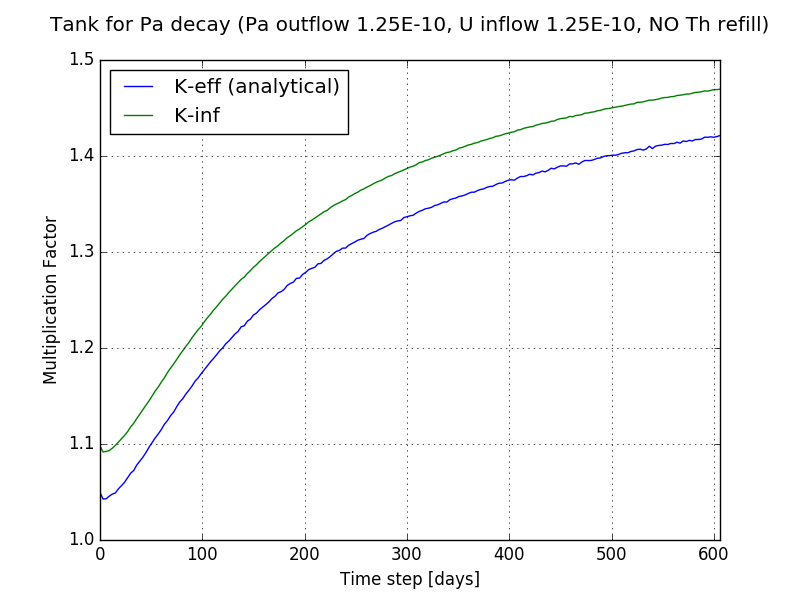 Tank for Pa decay (Pa outflow 1.25E-10, U inflow 1.25E-10, NO Th refill)
K-eff (analytical)
K-inf
Multiplication Factor
1.5
1.4
1.3
1.2
1.1
1.0
0 100 200 300 400 500 600
Time step [days]